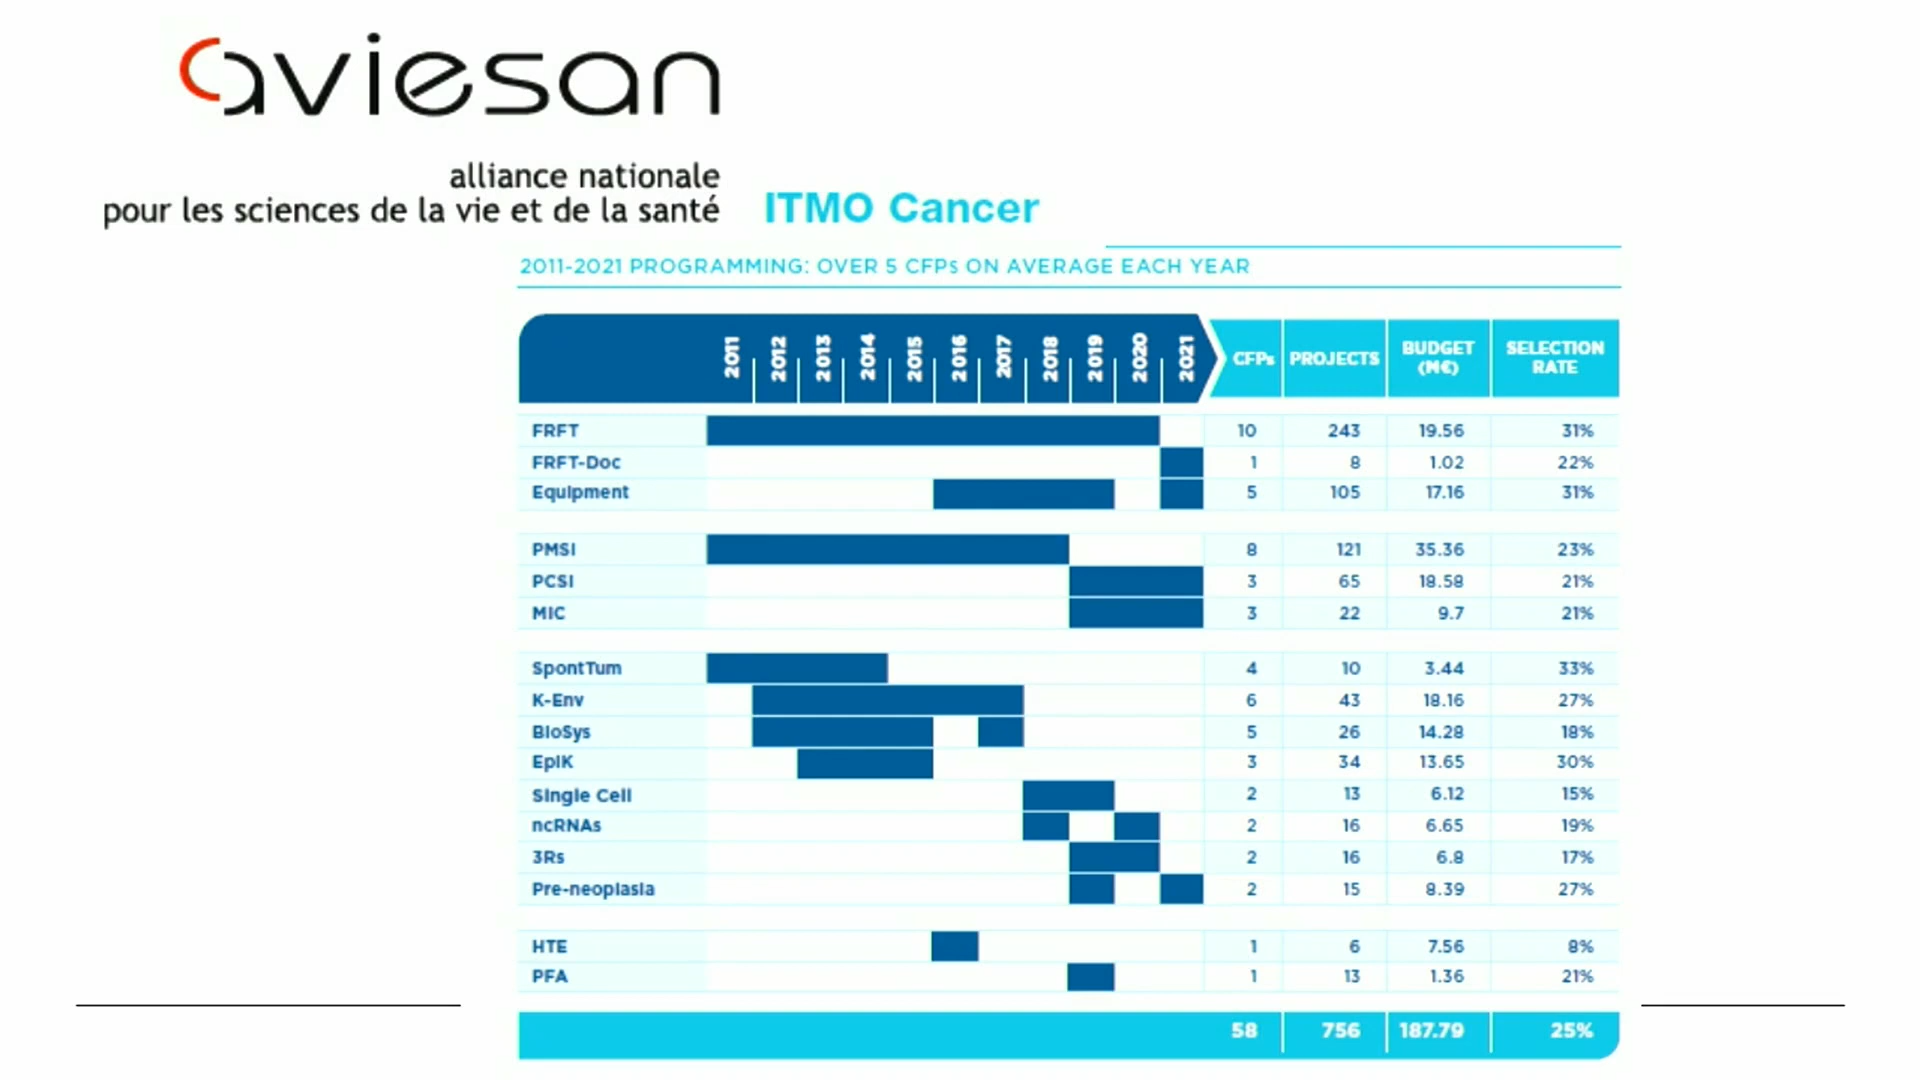 aviesan
alliance nationale
pour les sciences de la vie et de la santé
ITMO Cancer
2011-2021 PROGRAMMING: OVER 5 CFPs ON AVERAGE EACH YEAR
2011 2012 2013 2014 2015 2016 2017 2018 2019 2020 2021 CFPs PROJECTS BUDGET (M€) SELECTION RATE
FRFT 10 243 19.56 31%
FRFT-Doc 1 8 1.02 22%
Equipment 5 105 17.16 31%
PMSI 8 121 35.36 23%
PCSI 3 65 18.58 21%
MIC 3 22 9.7 21%
SpontTum 4 10 3.44 33%
K-Env 6 43 18.16 27%
BioSys 5 26 14.28 18%
EpiK 3 34 13.65 30%
Single Cell 2 13 6.12 15%
ncRNAs 2 16 6.65 19%
3Rs 2 16 6.8 17%
Pre-neoplasia 2 15 8.39 27%
HTE 1 6 7.56 8%
PFA 1 13 1.36 21%
58 756 187.79 25%